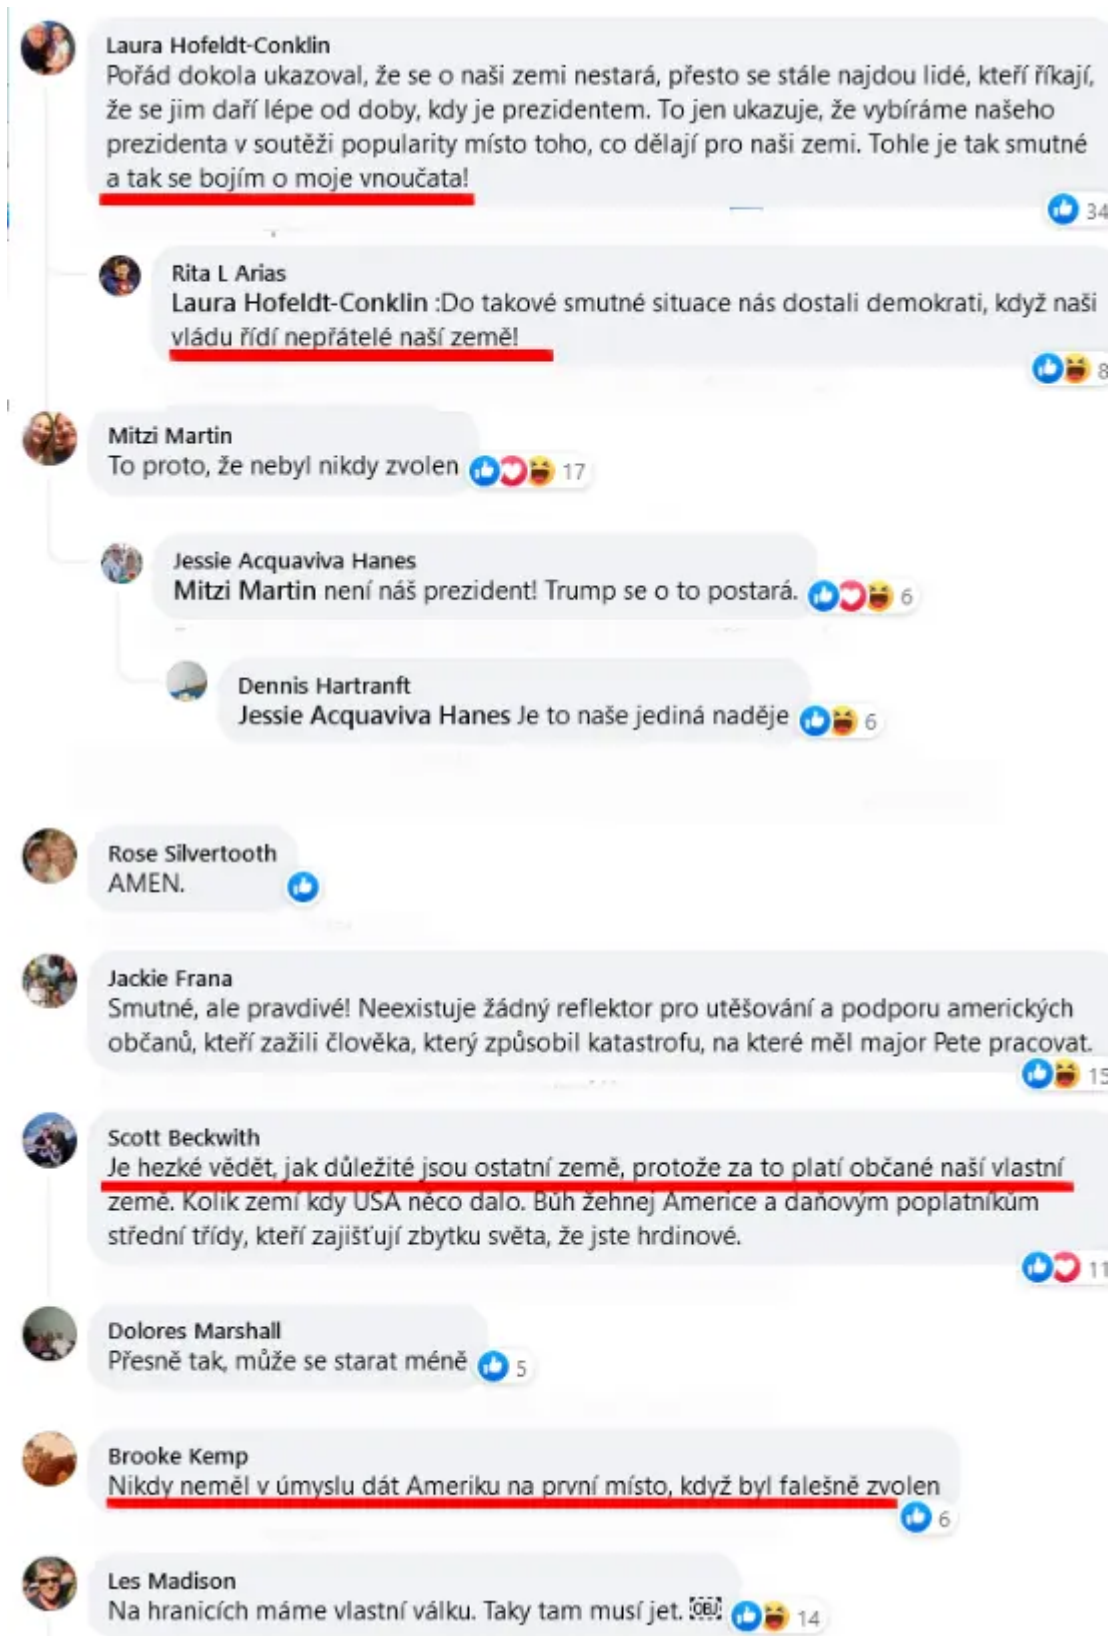 Laura Hofeldt-Conklin
Pořád dokola ukazoval, že se o naši zemi nestará, přesto se stále najdou lidé, kteří říkají,
že se jim daří lépe od doby, kdy je prezidentem. To jen ukazuje, že vybíráme našeho
prezidenta v soutěži popularity místo toho, co dělají pro naši zemi. Tohle je tak smutné
a tak se bojím o moje vnoučata!
34
Rita L Arias
Laura Hofeldt-Conklin :Do takové smutné situace nás dostali demokrati, když naši
vládu řídí nepřátelé naší země!
8
Mitzi Martin
To proto, že nebyl nikdy zvolen 17
Jessie Acquaviva Hanes
Mitzi Martin není náš prezident! Trump se o to postará. 6
Dennis Hartranft
Jessie Acquaviva Hanes Je to naše jediná naděje 6
Rose Silvertooth
AMEN.
Jackie Frana
Smutné, ale pravdivé! Neexistuje žádný reflektor pro utěšování a podporu amerických
občanů, kteří zažili člověka, který způsobil katastrofu, na které měl major Pete pracovat.
15
Scott Beckwith
Je hezké vědět, jak důležité jsou ostatní země, protože za to platí občané naší vlastní
země. Kolik zemí kdy USA něco dalo. Bůh žehnej Americe a daňovým poplatníkům
střední třídy, kteří zajišťují zbytku světa, že jste hrdinové.
11
Dolores Marshall
Přesně tak, může se starat méně 5
Brooke Kemp
Nikdy neměl v úmyslu dát Ameriku na první místo, když byl falešně zvolen
6
Les Madison
Na hranicích máme vlastní válku. Taky tam musí jet. OBJ 14